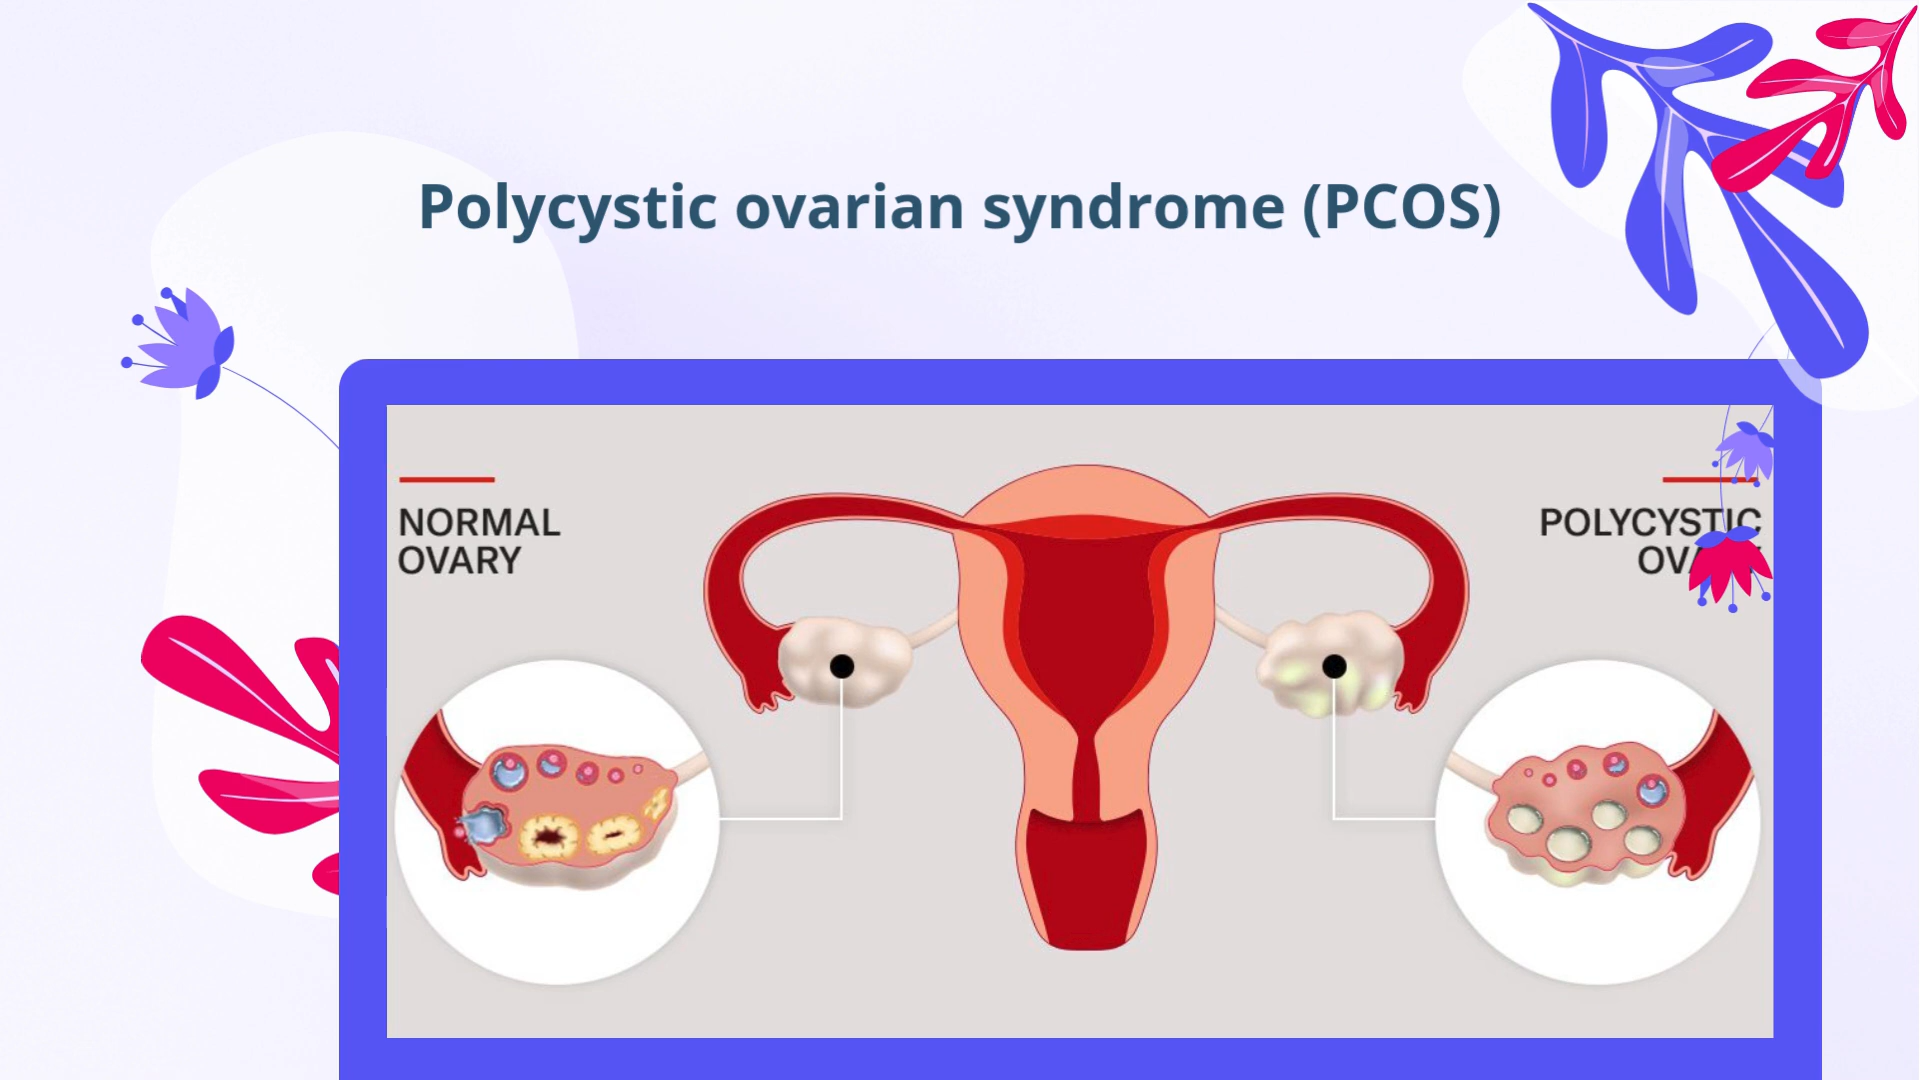 Polycystic ovarian syndrome (PCOS)
NORMAL
OVARY
POLYCYSTIC